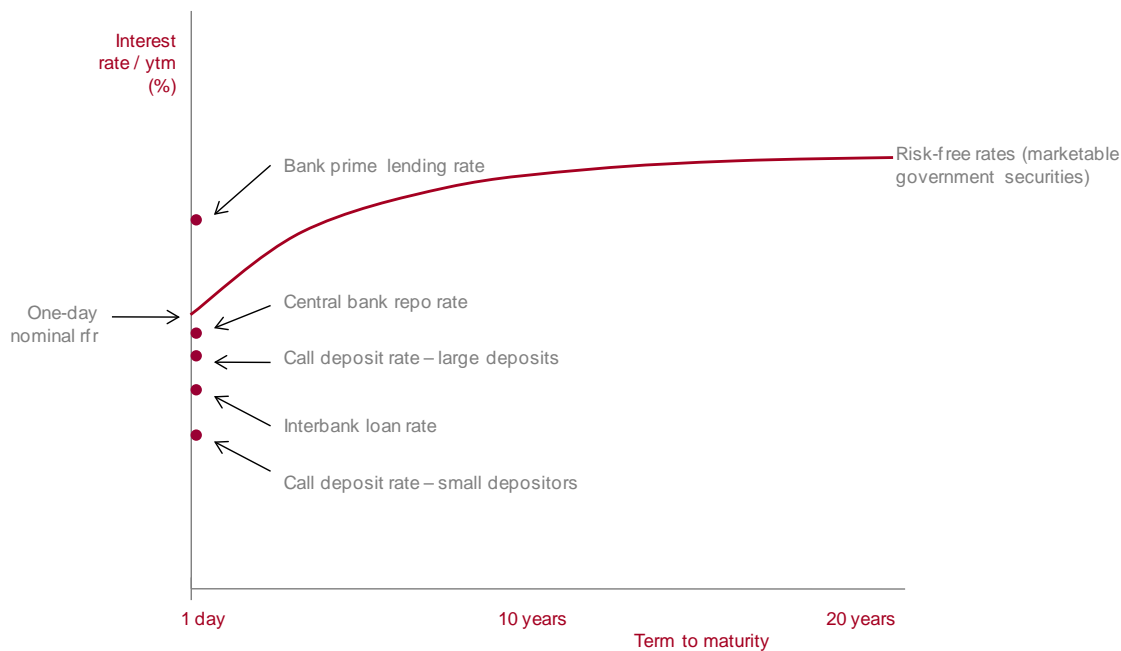 Interest
rate / ytm
(%)
Bank prime lending rate
Risk-free rates (marketable
government securities)
Central bank repo rate
One-day
nominal rfr
Call deposit rate – large deposits
Interbank loan rate
Call deposit rate – small depositors
1 day
10 years
20 years
Term to maturity